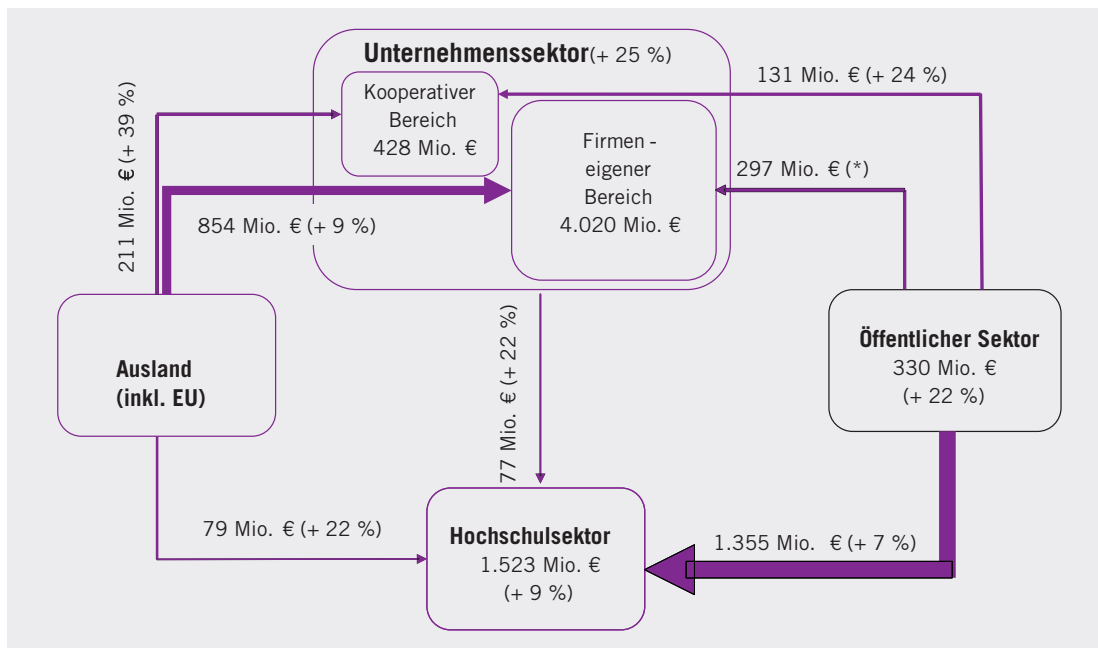 Unternehmenssektor(+ 25 %)
131 Mio. € (+ 24 %)
Kooperativer
Bereich
428 Mio. €
Firmen -
eigener
Bereich
4.020 Mio. €
297 Mio. € (*)
211 Mio. € (+ 39 %)
854 Mio. € (+ 9 %)
Ausland
(inkl. EU)
77 Mio. € (+ 22 %)
Öffentlicher Sektor
330 Mio. €
(+ 22 %)
79 Mio. € (+ 22 %)
Hochschulsektor
1.523 Mio. €
(+ 9 %)
1.355 Mio. € (+ 7 %)